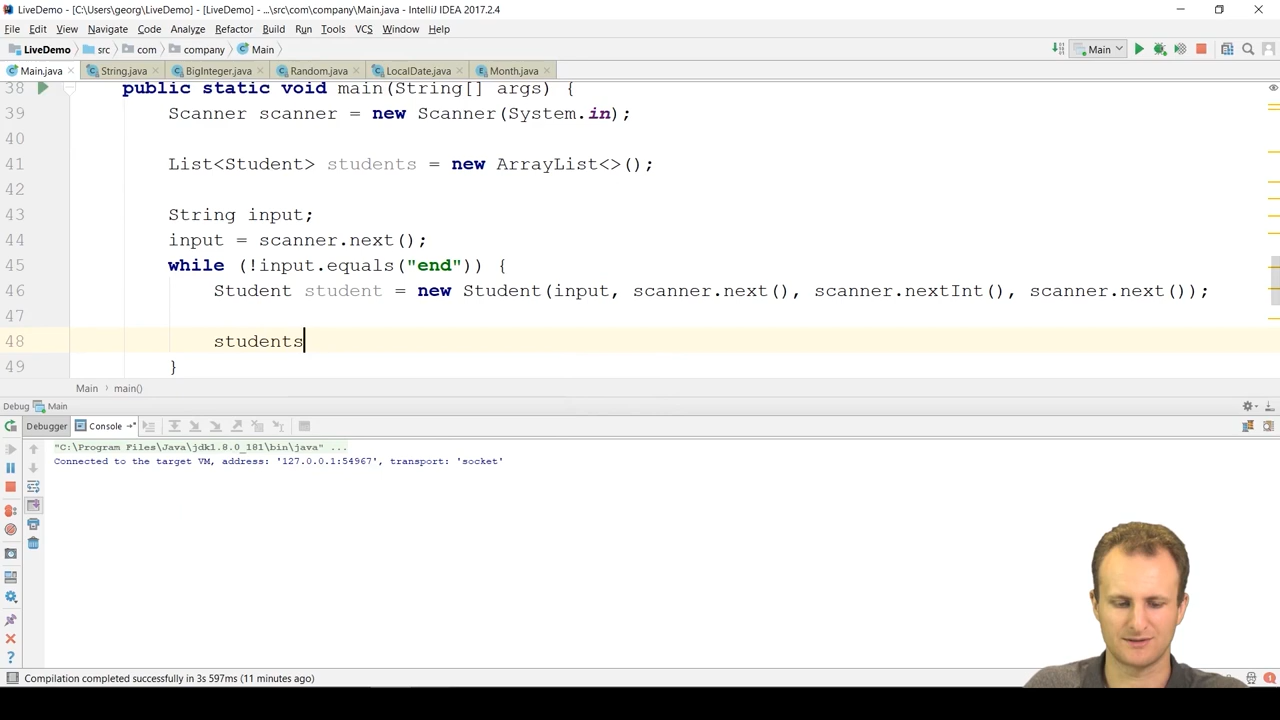 LiveDemo - [C:\Users\georg\LiveDemo] - [LiveDemo] - ...\src\com\company\Main.java - IntelliJ IDEA 2017.2.4
File Edit View Navigate Code Analyze Refactor Build Run Tools VCS Window Help
LiveDemo src com company Main Main
Main.java String.java BigInteger.java Random.java LocalDate.java Month.java
38 public static void main(String[] args) {
39 Scanner scanner = new Scanner(System.in);
40
41 List<Student> students = new ArrayList<>();
42
43 String input;
44 input = scanner.next();
45 while (!input.equals("end")) {
46 Student student = new Student(input, scanner.next(), scanner.nextInt(), scanner.next());
47
48 students
49 }
Main main()
Debug Main
Debugger Console
"C:\Program Files\Java\jdk1.8.0_181\bin\java" ...
Connected to the target VM, address: '127.0.0.1:54967', transport: 'socket'
Compilation completed successfully in 3s 597ms (11 minutes ago)